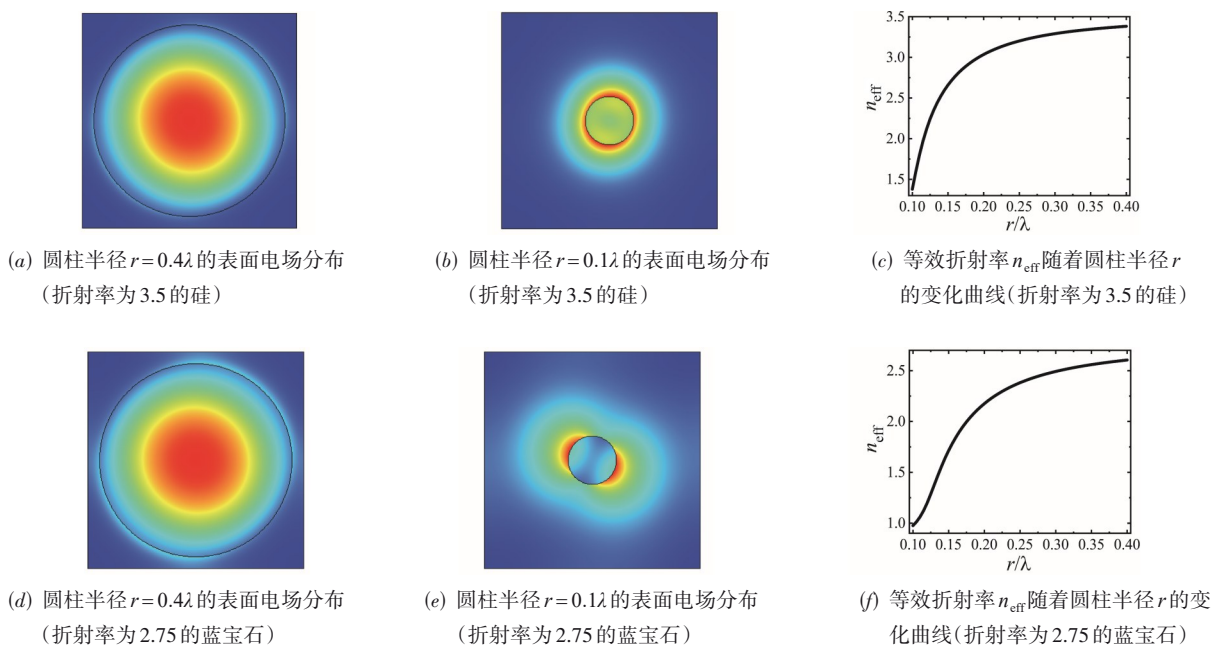 3.5
3.0
2.5
2.0
1.5
n_eff
0.10 0.15 0.20 0.25 0.30 0.35 0.40
r/λ
(a) 圆柱半径r=0.4λ的表面电场分布
(折射率为3.5的硅)
(b) 圆柱半径r=0.1λ的表面电场分布
(折射率为3.5的硅)
(c) 等效折射率n_eff随着圆柱半径r
的变化曲线(折射率为3.5的硅)
2.5
2.0
1.5
1.0
n_eff
0.10 0.15 0.20 0.25 0.30 0.35 0.40
r/λ
(d) 圆柱半径r=0.4λ的表面电场分布
(折射率为2.75的蓝宝石)
(e) 圆柱半径r=0.1λ的表面电场分布
(折射率为2.75的蓝宝石)
(f) 等效折射率n_eff随着圆柱半径r的变
化曲线(折射率为2.75的蓝宝石)